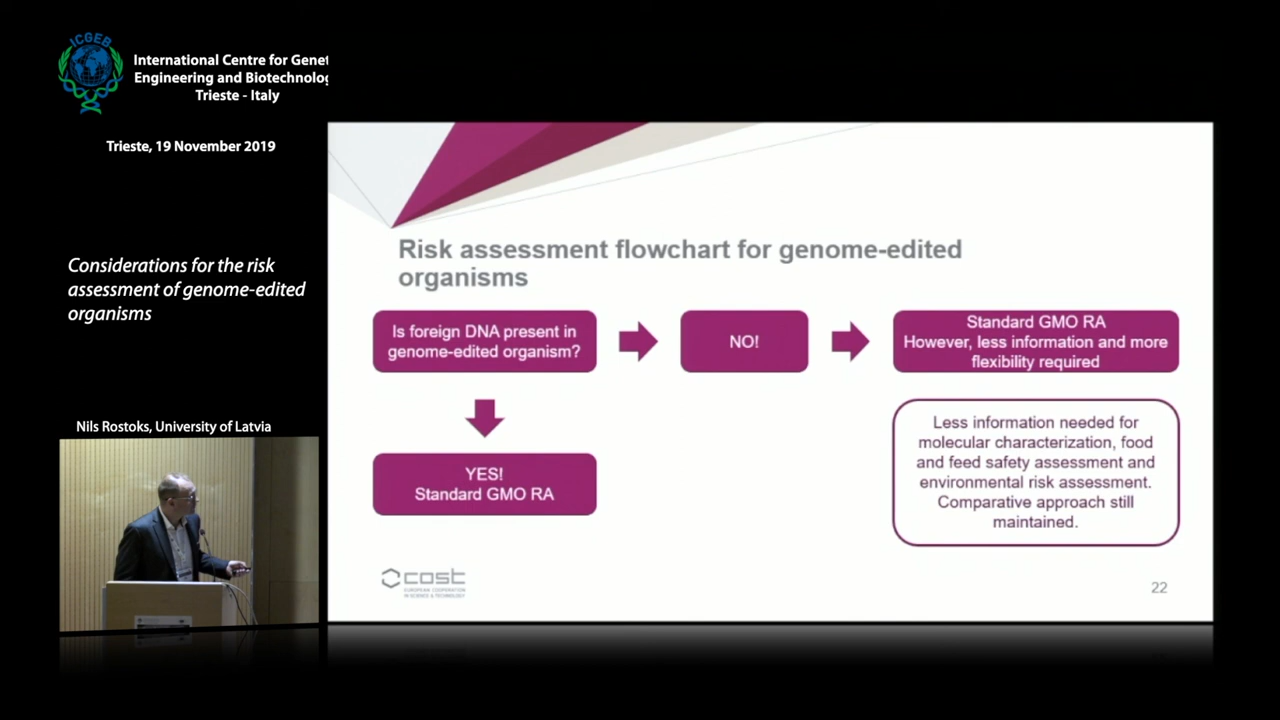 ICGEB
International Centre for Genet
Engineering and Biotechnolog
Trieste - Italy
Trieste, 19 November 2019
Considerations for the risk
assessment of genome-edited
organisms
Nils Rostoks, University of Latvia
Risk assessment flowchart for genome-edited
organisms
Is foreign DNA present in
genome-edited organism?
NO!
Standard GMO RA
However, less information and more
flexibility required
YES!
Standard GMO RA
Less information needed for
molecular characterization, food
and feed safety assessment and
environmental risk assessment.
Comparative approach still
maintained.
cost
EUROPEAN COOPERATION
IN SCIENCE & TECHNOLOGY
22